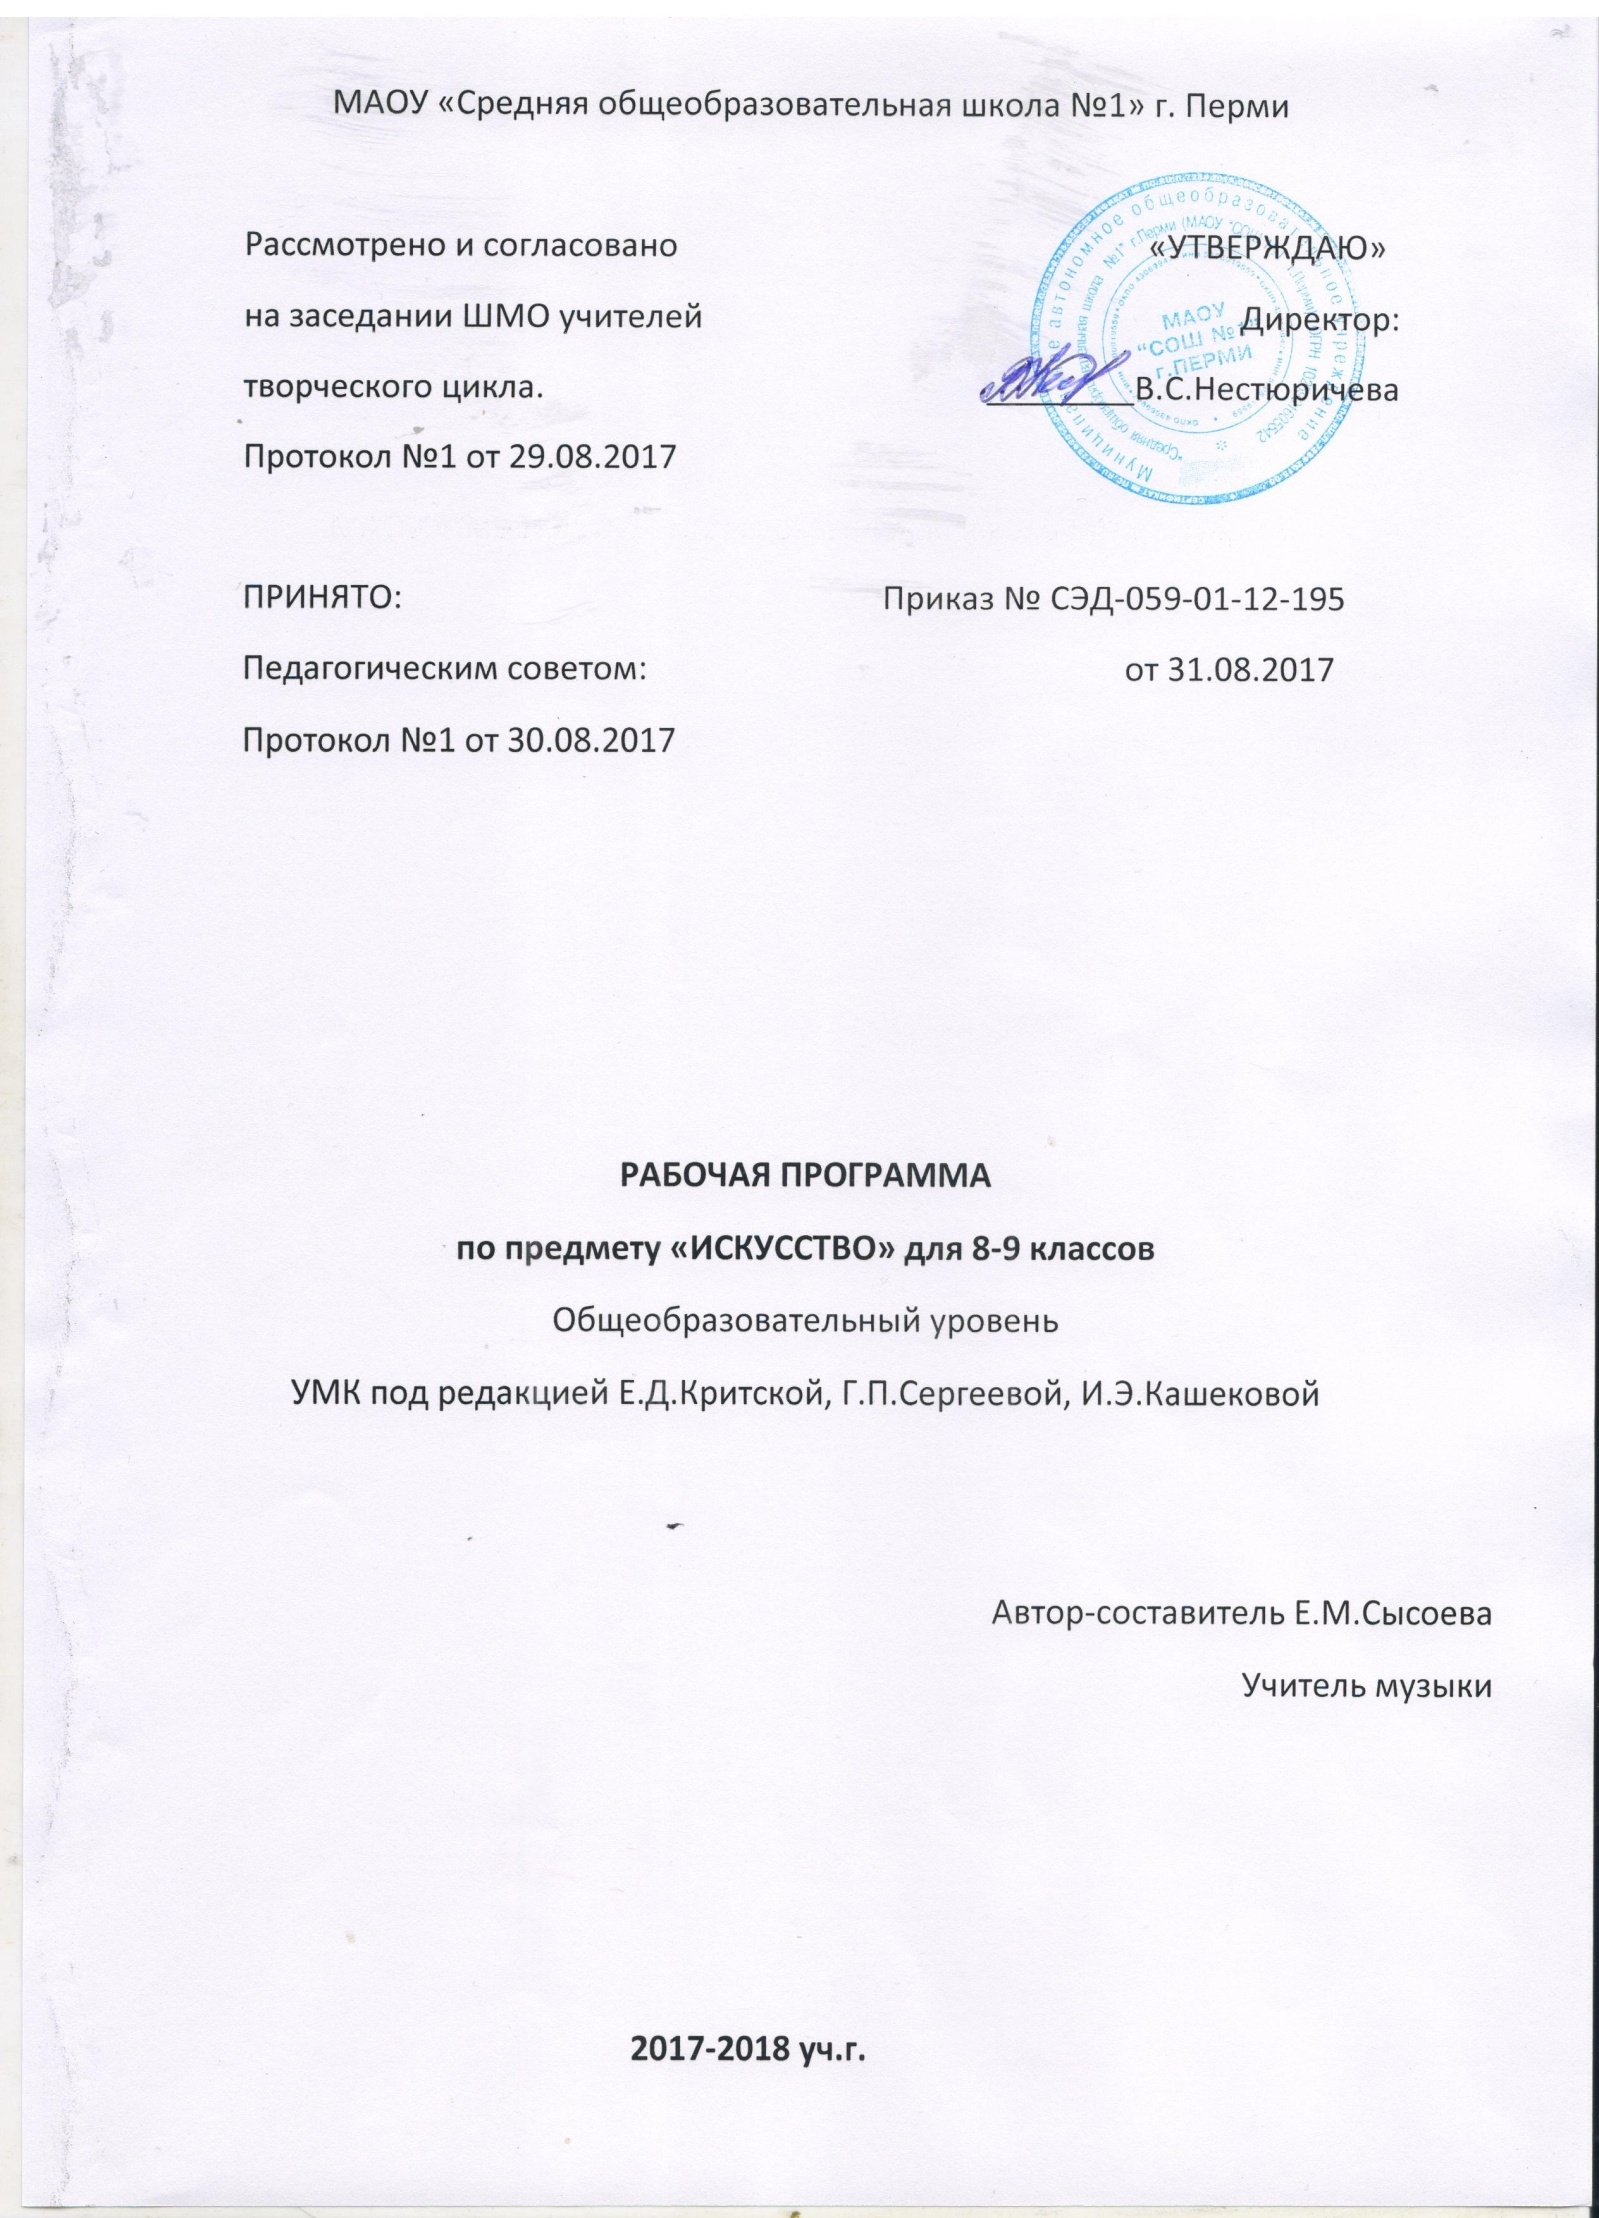 МАОУ «Средняя общеобразовательная школа №1» г. Перми
Рассмотрено и согласовано
на заседании ШМО учителей
творческого цикла.
Протокол №1 от 29.08.2017
«УТВЕРЖДАЮ»
Директор:
В.С.Нестюричева
МАОУ
"СОШ №1"
г.ПЕРМИ
ПРИНЯТО:
Педагогическим советом:
Протокол №1 от 30.08.2017
Приказ № СЭД-059-01-12-195
от 31.08.2017
РАБОЧАЯ ПРОГРАММА
по предмету «ИСКУССТВО» для 8-9 классов
Общеобразовательный уровень
УМК под редакцией Е.Д.Критской, Г.П.Сергеевой, И.Э.Кашековой
Автор-составитель Е.М.Сысоева
Учитель музыки
2017-2018 уч.г.